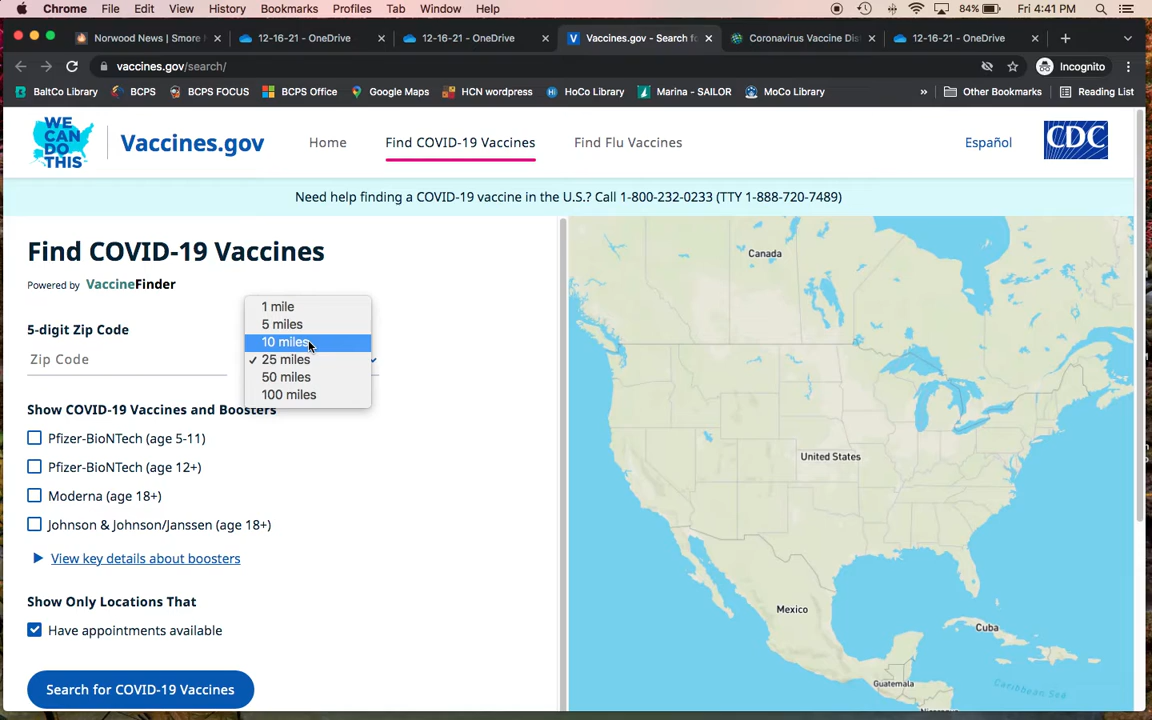 Chrome File Edit View History Bookmarks Profiles Tab Window Help 84% Fri 4:41 PM
Norwood News | Smore 12-16-21 - OneDrive 12-16-21 - OneDrive Vaccines.gov - Search fo Coronavirus Vaccine Dis 12-16-21 - OneDrive
vaccines.gov/search/ Incognito
BaltCo Library BCPS BCPS FOCUS BCPS Office Google Maps HCN wordpress HoCo Library Marina - SAILOR MoCo Library » Other Bookmarks Reading List
WE
CAN
DO
THIS
Vaccines.gov Home Find COVID-19 Vaccines Find Flu Vaccines Español CDC
Need help finding a COVID-19 vaccine in the U.S.? Call 1-800-232-0233 (TTY 1-888-720-7489)
Find COVID-19 Vaccines
Powered by VaccineFinder
5-digit Zip Code
Zip Code
1 mile
5 miles
10 miles
25 miles
50 miles
100 miles
Show COVID-19 Vaccines and Boosters
Pfizer-BioNTech (age 5-11)
Pfizer-BioNTech (age 12+)
Moderna (age 18+)
Johnson & Johnson/Janssen (age 18+)
View key details about boosters
Show Only Locations That
Have appointments available
Search for COVID-19 Vaccines
Canada
United States
Mexico
Cuba
Guatemala
Caribbean Sea